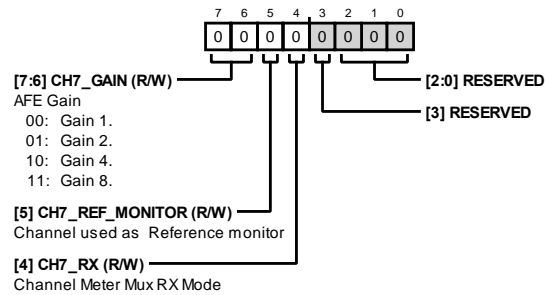 7 6 5 4 3 2 1 0
0 0 0 0 0 0 0 0
[7:6] CH7_GAIN (R/W)
AFE Gain
00: Gain 1.
01: Gain 2.
10: Gain 4.
11: Gain 8.
[5] CH7_REF_MONITOR (R/W)
Channel used as Reference monitor
[4] CH7_RX (R/W)
Channel Meter Mux RX Mode
[2:0] RESERVED
[3] RESERVED